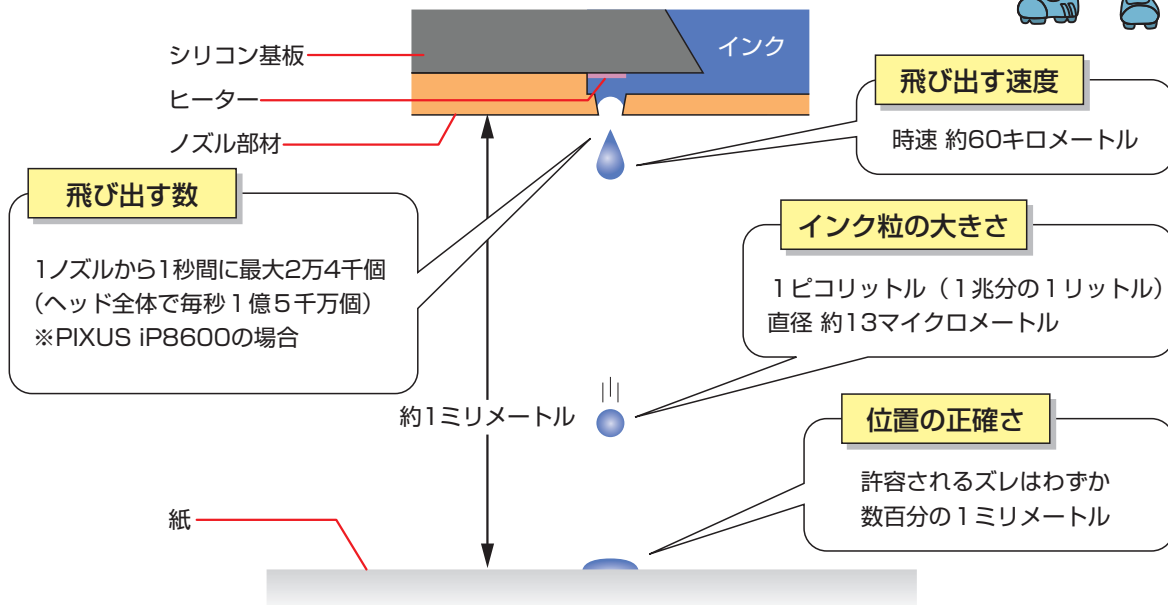 シリコン基板
ヒーター
ノズル部材
インク
飛び出す速度
時速 約60キロメートル
飛び出す数
1ノズルから1秒間に最大2万4千個
(ヘッド全体で毎秒1億5千万個)
※PIXUS iP8600の場合
インク粒の大きさ
1ピコリットル(1兆分の1リットル)
直径 約13マイクロメートル
約1ミリメートル
位置の正確さ
許容されるズレはわずか
数百分の1ミリメートル
紙